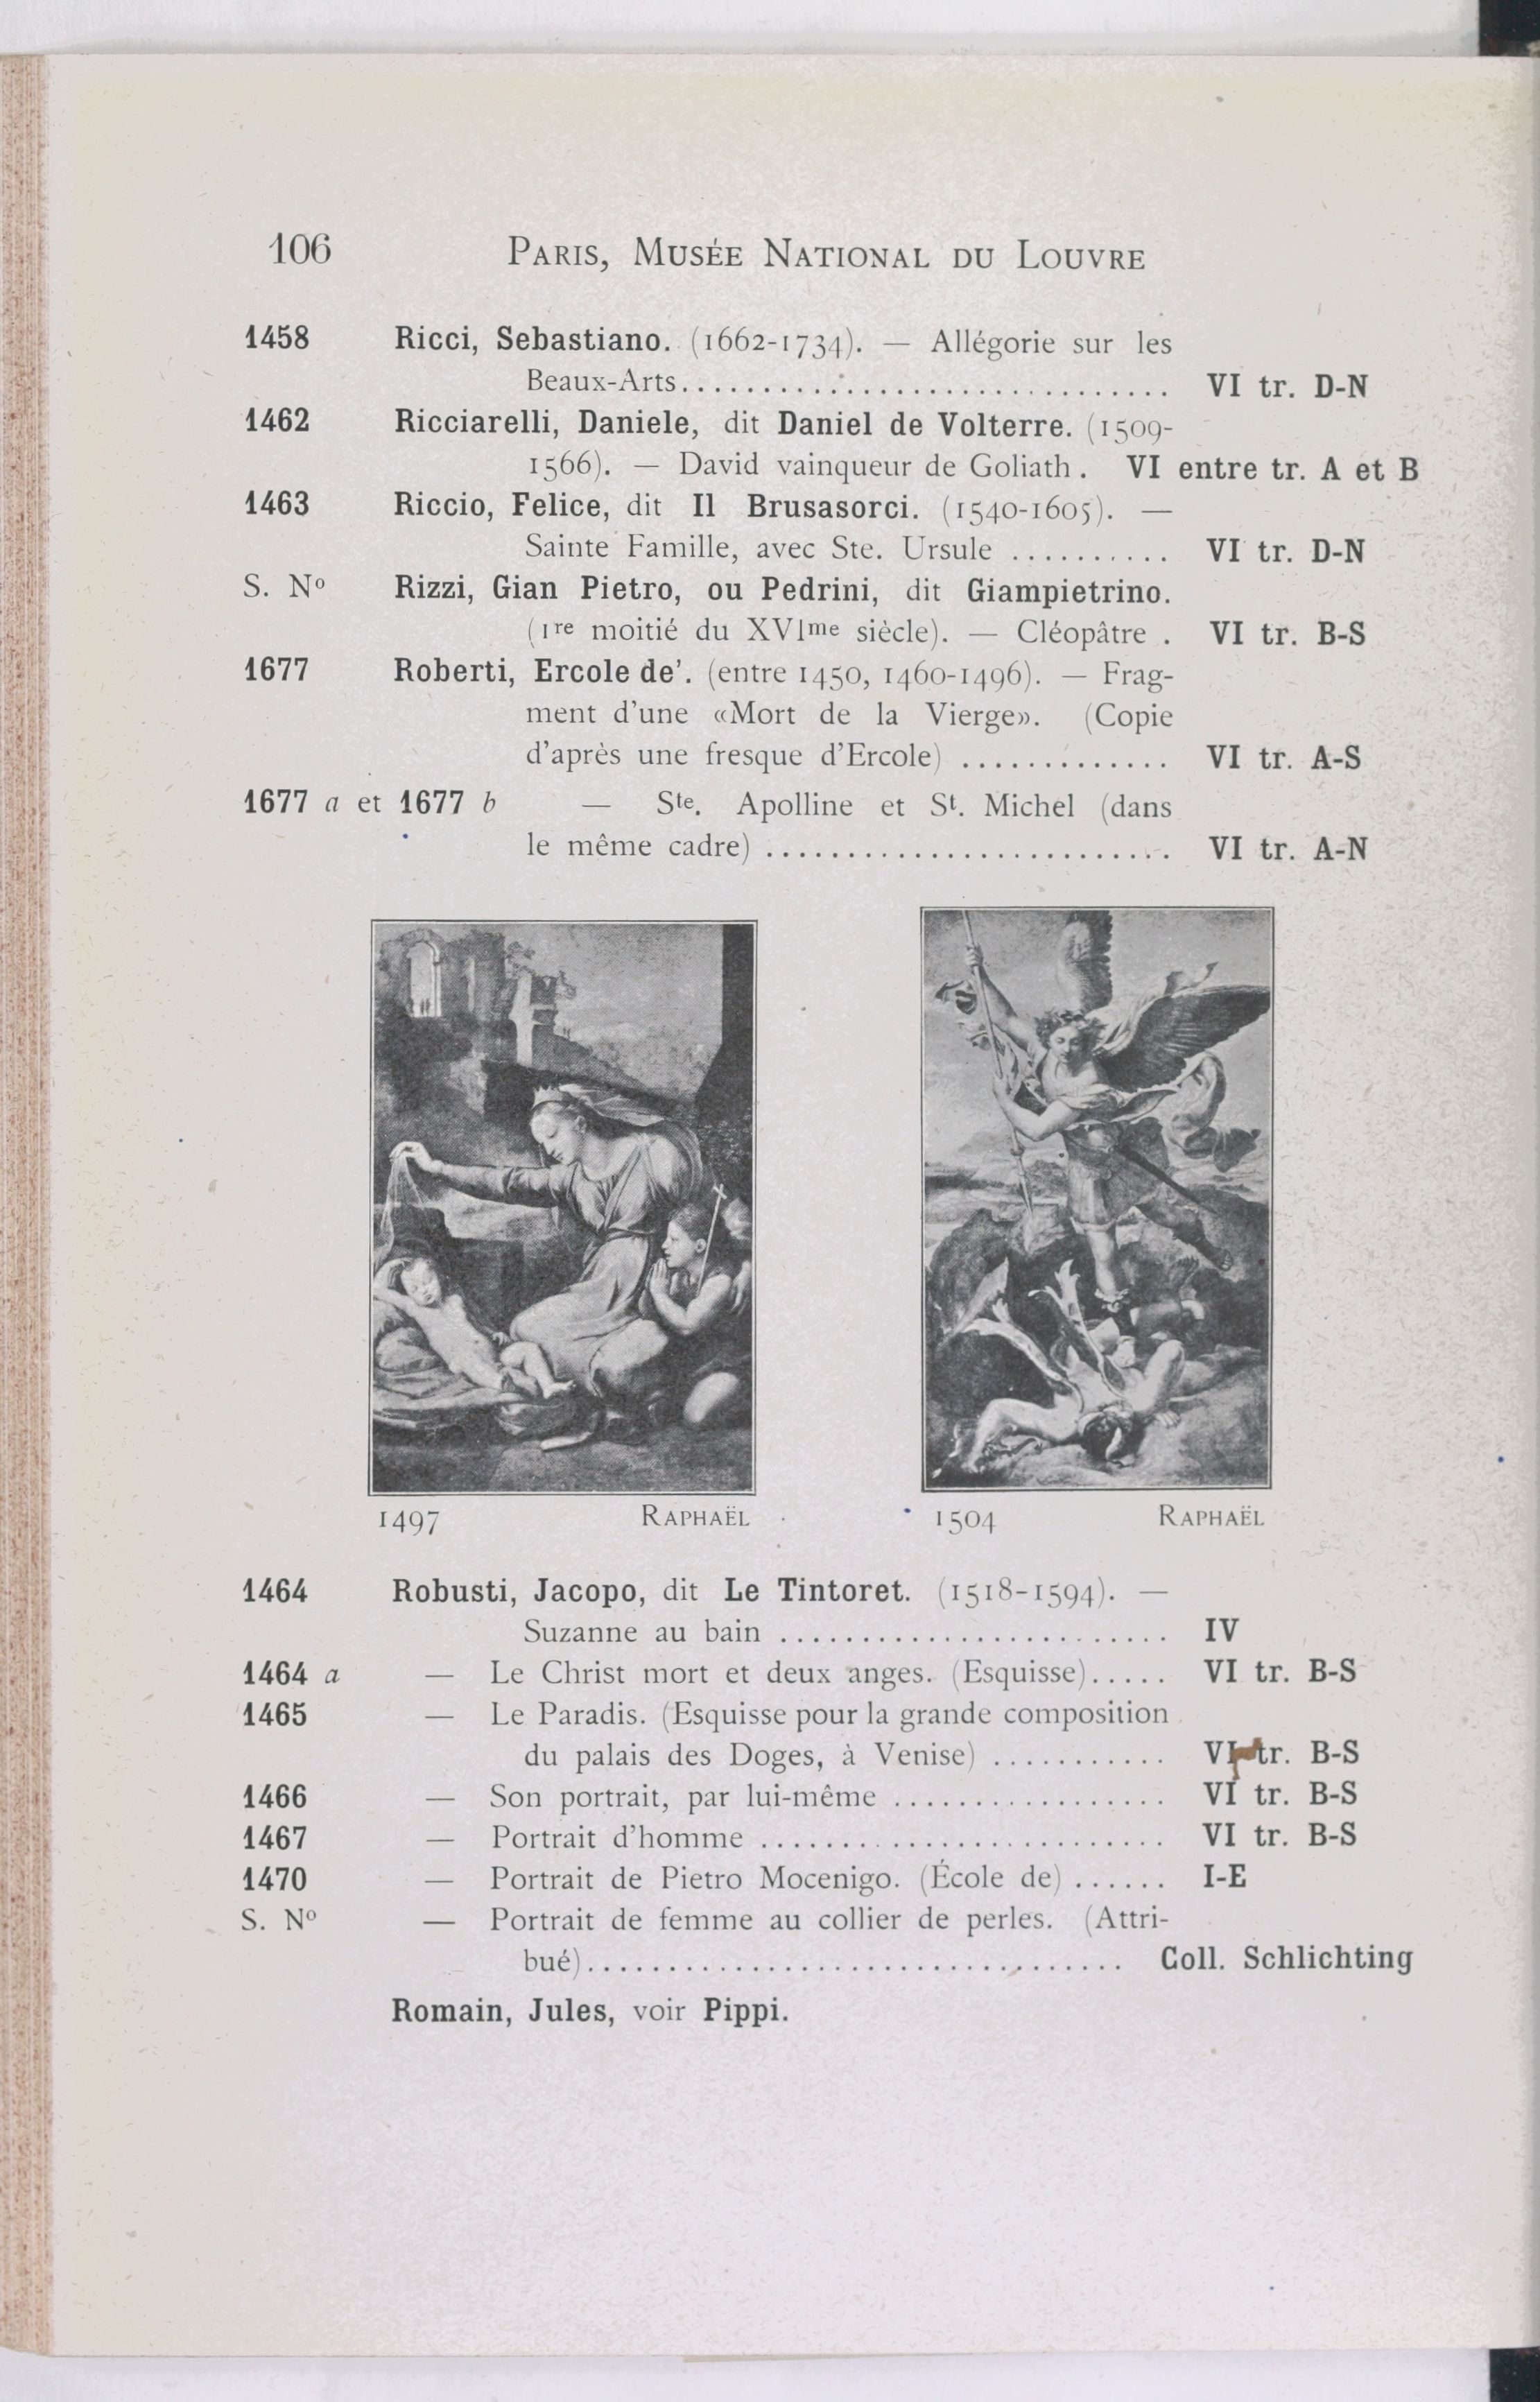 106 PARIS, MUSÉE NATIONAL DU LOUVRE
1458 Ricci, Sebastiano. (1662-1734). — Allégorie sur les
Beaux-Arts.............................. VI tr. D-N
1462 Ricciarelli, Daniele, dit Daniel de Volterre. (1509-
1566). — David vainqueur de Goliath. VI entre tr. A et B
1463 Riccio, Felice, dit Il Brusasorci. (1540-1605). —
Sainte Famille, avec Ste. Ursule .......... VI tr. D-N
S. Nº Rizzi, Gian Pietro, ou Pedrini, dit Giampietrino.
(1re moitié du XVIme siècle). — Cléopâtre . VI tr. B-S
1677 Roberti, Ercole de'. (entre 1450, 1460-1496). — Frag-
ment d'une «Mort de la Vierge». (Copie
d'après une fresque d'Ercole) ............. VI tr. A-S
1677 a et 1677 b — Ste. Apolline et St. Michel (dans
le même cadre) ......................... VI tr. A-N
1497 RAPHAËL
1504 RAPHAËL
1464 Robusti, Jacopo, dit Le Tintoret. (1518-1594). —
Suzanne au bain ........................ IV
1464 a — Le Christ mort et deux anges. (Esquisse)..... VI tr. B-S
1465 — Le Paradis. (Esquisse pour la grande composition
du palais des Doges, à Venise) ........... VI tr. B-S
1466 — Son portrait, par lui-même ................. VI tr. B-S
1467 — Portrait d'homme ......................... VI tr. B-S
1470 — Portrait de Pietro Mocenigo. (École de) ...... I-E
S. Nº — Portrait de femme au collier de perles. (Attri-
bué)................................. Coll. Schlichting
Romain, Jules, voir Pippi.